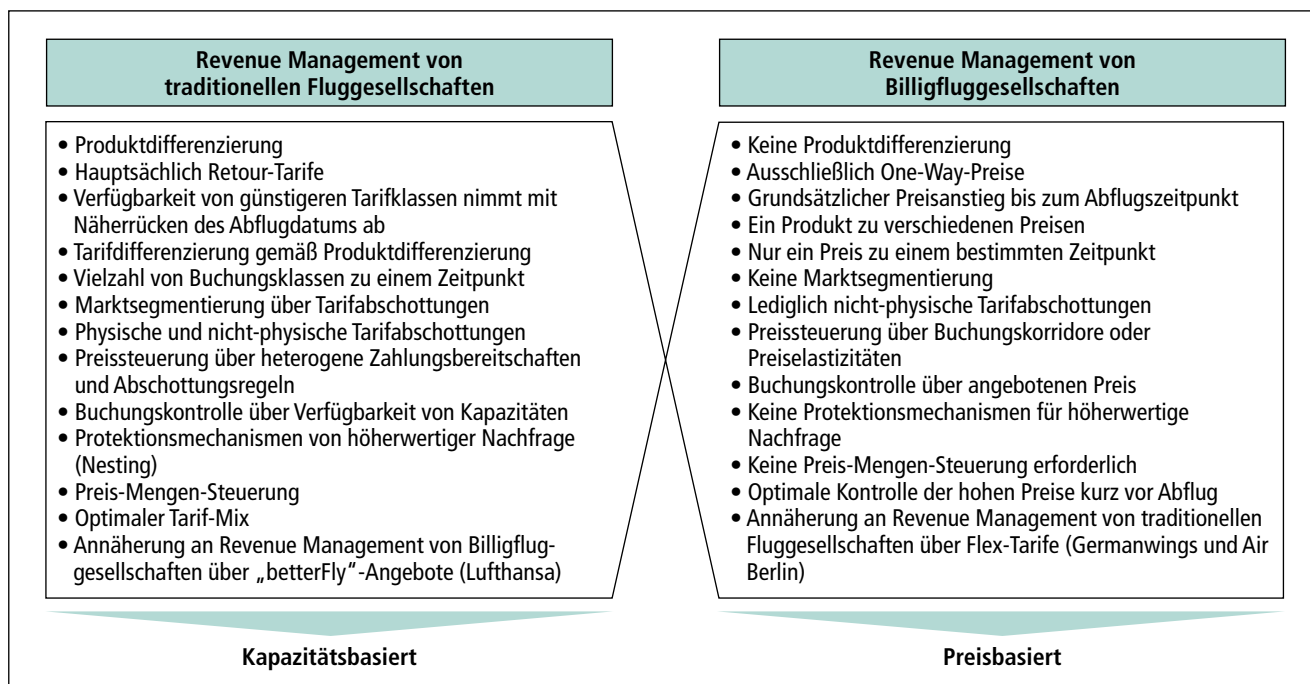 Revenue Management von
traditionellen Fluggesellschaften
• Produktdifferenzierung
• Hauptsächlich Retour-Tarife
• Verfügbarkeit von günstigeren Tarifklassen nimmt mit
Näherrücken des Abflugdatums ab
• Tarifdifferenzierung gemäß Produktdifferenzierung
• Vielzahl von Buchungsklassen zu einem Zeitpunkt
• Marktsegmentierung über Tarifabschottungen
• Physische und nicht-physische Tarifabschottungen
• Preissteuerung über heterogene Zahlungsbereitschaften
und Abschottungsregeln
• Buchungskontrolle über Verfügbarkeit von Kapazitäten
• Protektionsmechanismen von höherwertiger Nachfrage
(Nesting)
• Preis-Mengen-Steuerung
• Optimaler Tarif-Mix
• Annäherung an Revenue Management von Billigflug-
gesellschaften über „betterFly"-Angebote (Lufthansa)
Kapazitätsbasiert
Revenue Management von
Billigfluggesellschaften
• Keine Produktdifferenzierung
• Ausschließlich One-Way-Preise
• Grundsätzlicher Preisanstieg bis zum Abflugszeitpunkt
• Ein Produkt zu verschiedenen Preisen
• Nur ein Preis zu einem bestimmten Zeitpunkt
• Keine Marktsegmentierung
• Lediglich nicht-physische Tarifabschottungen
• Preissteuerung über Buchungskorridore oder
Preiselastizitäten
• Buchungskontrolle über angebotenen Preis
• Keine Protektionsmechanismen für höherwertige
Nachfrage
• Keine Preis-Mengen-Steuerung erforderlich
• Optimale Kontrolle der hohen Preise kurz vor Abflug
• Annäherung an Revenue Management von traditionellen
Fluggesellschaften über Flex-Tarife (Germanwings und Air
Berlin)
Preisbasiert